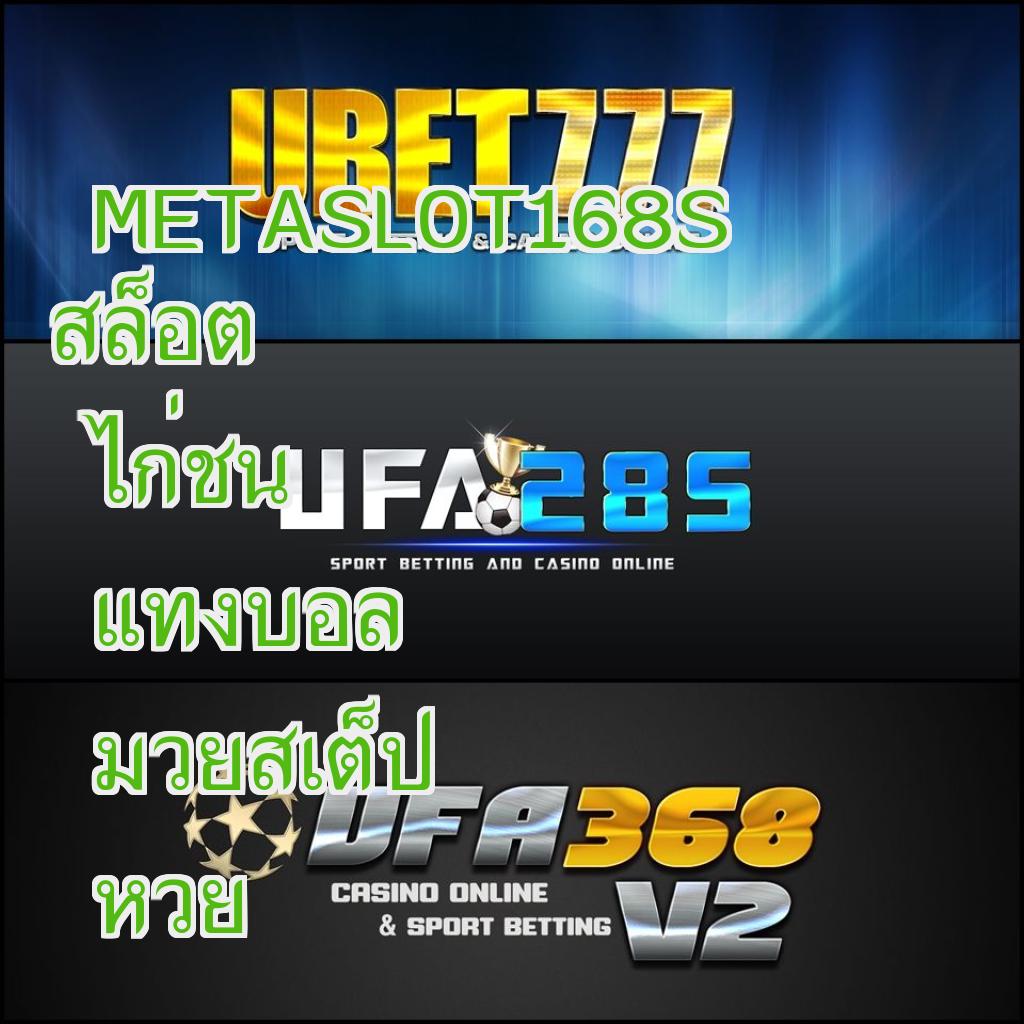 UBET777
METASLOT168S
สล็อต
ไก่ชน
UFA285
SPORT BETTING AND CASINO ONLINE
แทงบอล
มวยสเต็ป
UFA368
หวย
CASINO ONLINE
& SPORT BETTING
V2